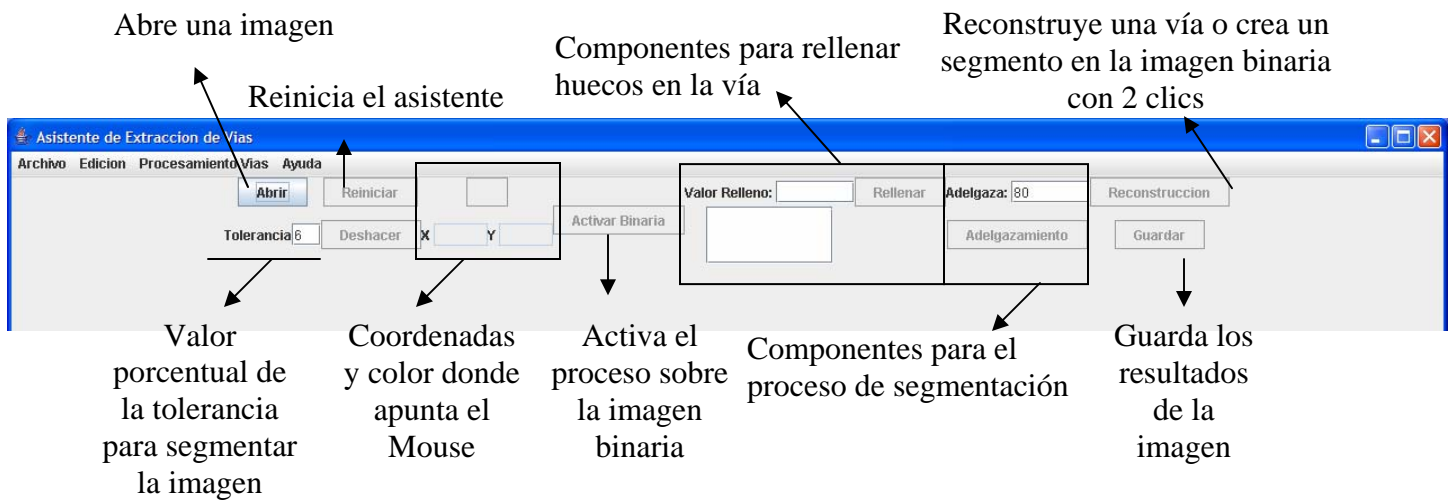 Abre una imagen
Reinicia el asistente
Componentes para rellenar
huecos en la vía
Reconstruye una vía o crea un
segmento en la imagen binaria
con 2 clics
Asistente de Extraccion de Vias
Archivo Edicion Procesamiento Vias Ayuda
Abrir Reiniciar Valor Relleno: Rellenar Adelgaza: 80 Reconstruccion
Activar Binaria
Tolerancia 6 Deshacer X Y Adelgazamiento Guardar
Valor
porcentual de
la tolerancia
para segmentar
la imagen
Coordenadas
y color donde
apunta el
Mouse
Activa el
proceso sobre
la imagen
binaria
Componentes para el
proceso de segmentación
Guarda los
resultados
de la
imagen